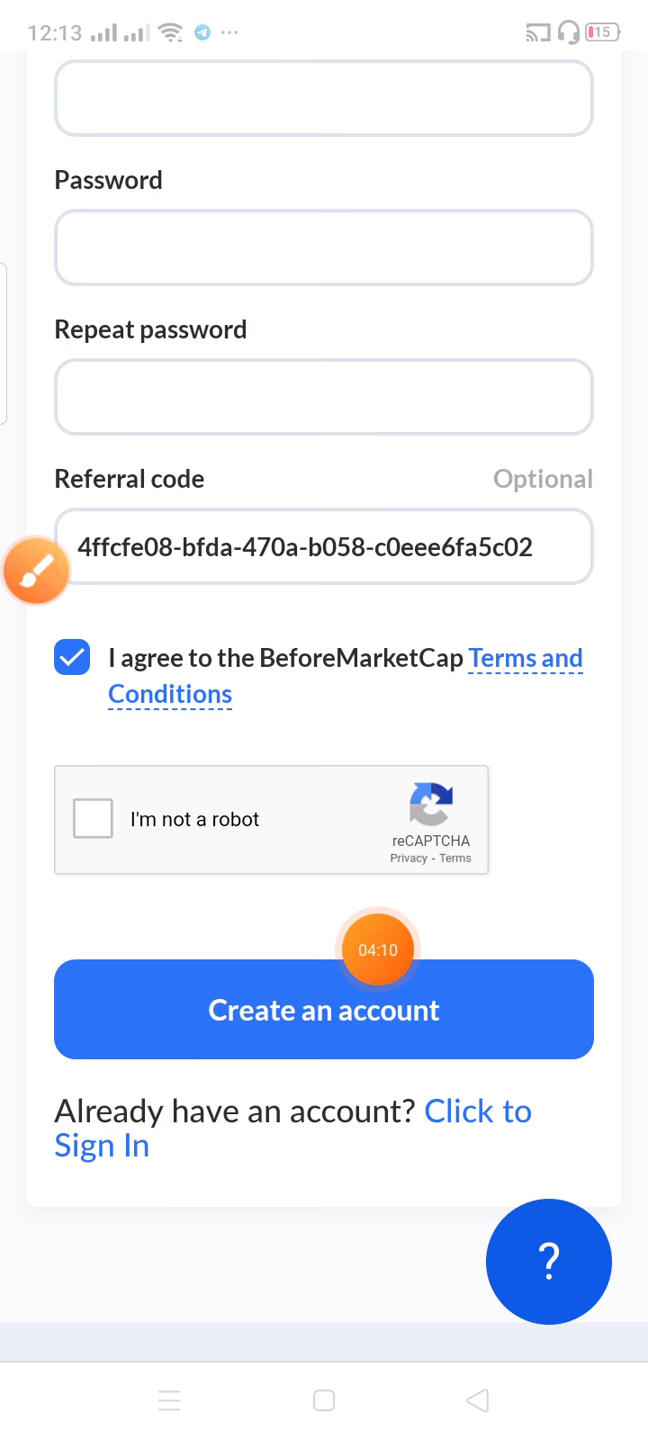 12:13
15
Password
Repeat password
Referral code Optional
4ffcfe08-bfda-470a-b058-c0eee6fa5c02
I agree to the BeforeMarketCap Terms and
Conditions
I'm not a robot
reCAPTCHA
Privacy - Terms
04:10
Create an account
Already have an account? Click to
Sign In
?